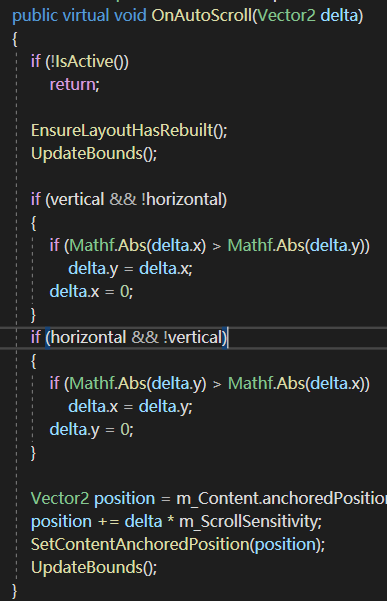 public virtual void OnAutoScroll(Vector2 delta)
{
if (!IsActive())
return;
EnsureLayoutHasRebuilt();
UpdateBounds();
if (vertical && !horizontal)
{
if (Mathf.Abs(delta.x) > Mathf.Abs(delta.y))
delta.y = delta.x;
delta.x = 0;
}
if (horizontal && !vertical)
{
if (Mathf.Abs(delta.y) > Mathf.Abs(delta.x))
delta.x = delta.y;
delta.y = 0;
}
Vector2 position = m_Content.anchoredPosition
position += delta * m_ScrollSensitivity;
SetContentAnchoredPosition(position);
UpdateBounds();
}